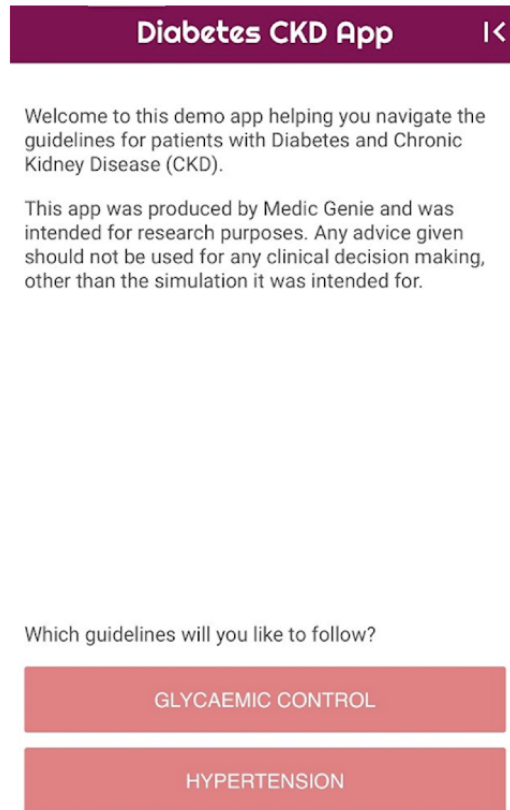 Diabetes CKD App
Welcome to this demo app helping you navigate the
guidelines for patients with Diabetes and Chronic
Kidney Disease (CKD).
This app was produced by Medic Genie and was
intended for research purposes. Any advice given
should not be used for any clinical decision making,
other than the simulation it was intended for.
Which guidelines will you like to follow?
GLYCAEMIC CONTROL
HYPERTENSION